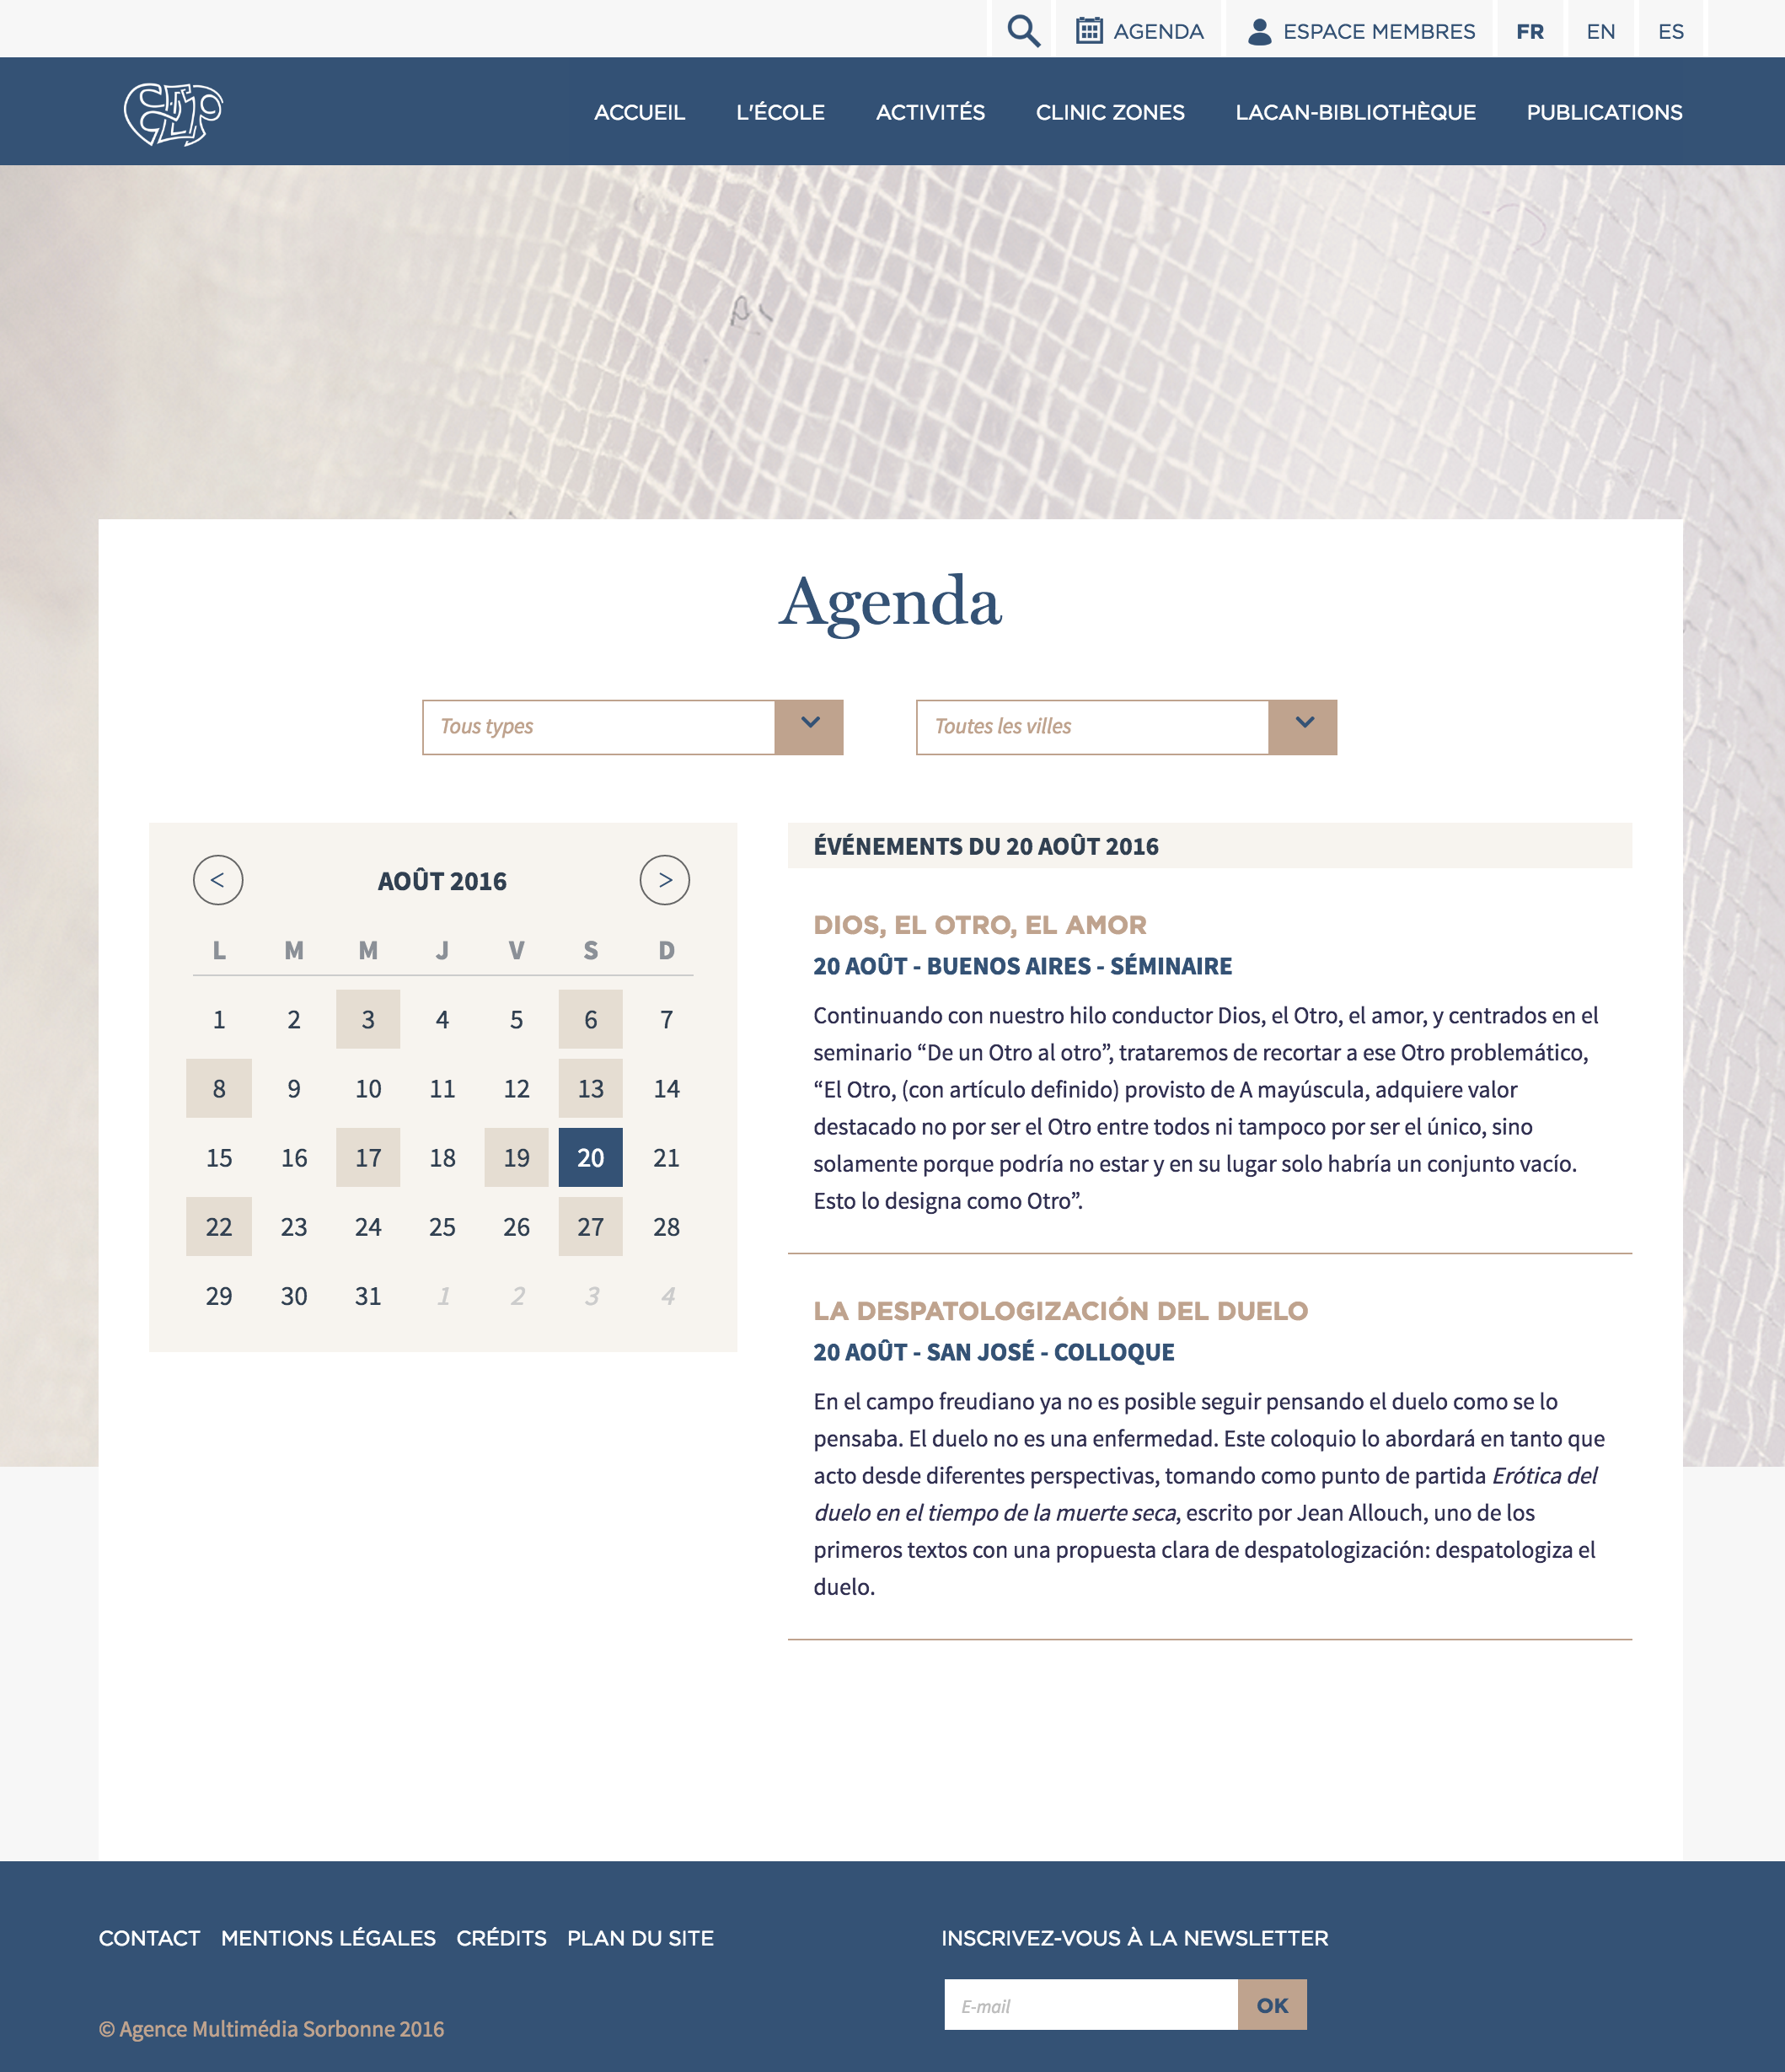 AGENDA ESPACE MEMBRES FR EN ES
ACCUEIL L'ÉCOLE ACTIVITÉS CLINIC ZONES LACAN-BIBLIOTHÈQUE PUBLICATIONS
Agenda
Tous types
Toutes les villes
< AOÛT 2016 >
L M M J V S D
1 2 3 4 5 6 7
8 9 10 11 12 13 14
15 16 17 18 19 20 21
22 23 24 25 26 27 28
29 30 31 1 2 3 4
ÉVÉNEMENTS DU 20 AOÛT 2016
DIOS, EL OTRO, EL AMOR
20 AOÛT - BUENOS AIRES - SÉMINAIRE
Continuando con nuestro hilo conductor Dios, el Otro, el amor, y centrados en el
seminario “De un Otro al otro”, trataremos de recortar a ese Otro problemático,
“El Otro, (con artículo definido) provisto de A mayúscula, adquiere valor
destacado no por ser el Otro entre todos ni tampoco por ser el único, sino
solamente porque podría no estar y en su lugar solo habría un conjunto vacío.
Esto lo designa como Otro”.
LA DESPATOLOGIZACIÓN DEL DUELO
20 AOÛT - SAN JOSÉ - COLLOQUE
En el campo freudiano ya no es posible seguir pensando el duelo como se lo
pensaba. El duelo no es una enfermedad. Este coloquio lo abordará en tanto que
acto desde diferentes perspectivas, tomando como punto de partida Erótica del
duelo en el tiempo de la muerte seca, escrito por Jean Allouch, uno de los
primeros textos con una propuesta clara de despatologización: despatologiza el
duelo.
CONTACT MENTIONS LÉGALES CRÉDITS PLAN DU SITE
© Agence Multimédia Sorbonne 2016
INSCRIVEZ-VOUS À LA NEWSLETTER
E-mail OK